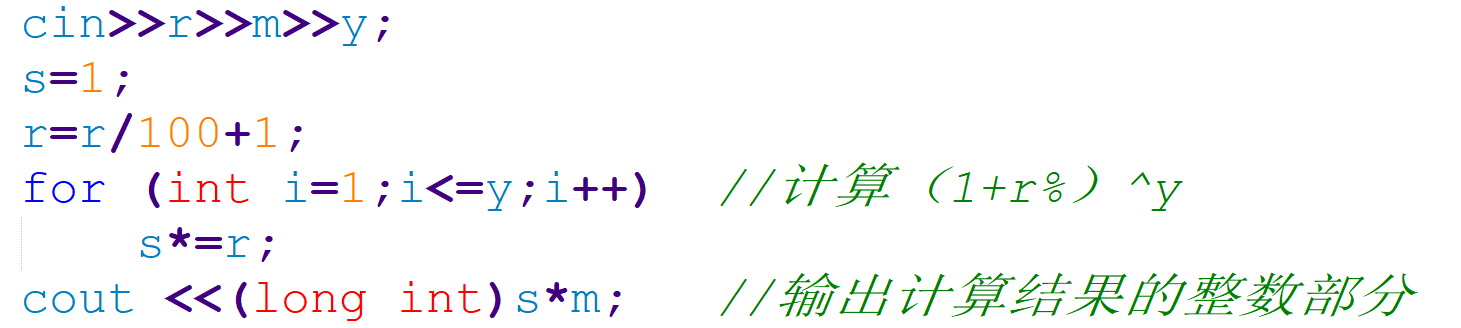 cin>>r>>m>>y;
s=1;
r=r/100+1;
for (int i=1;i<=y;i++)  //计算（1+r%）^y
    s*=r;
cout <<(long int)s*m;   //输出计算结果的整数部分